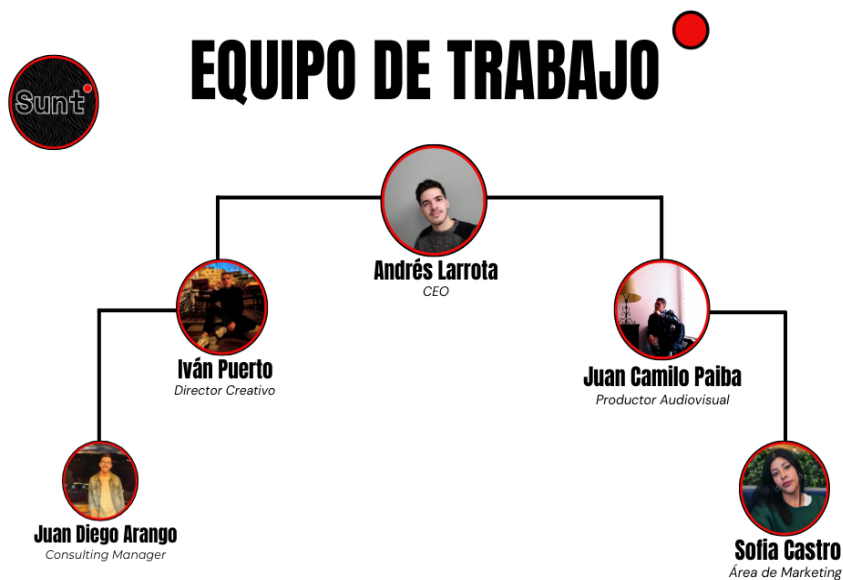 EQUIPO DE TRABAJO
Sunt
Andrés Larrota
CEO
Iván Puerto
Director Creativo
Juan Camilo Paiba
Productor Audiovisual
Juan Diego Arango
Consulting Manager
Sofia Castro
Área de Marketing